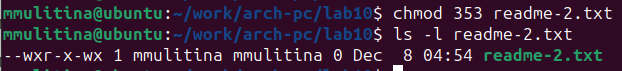 mmulitina@ubuntu:~/work/arch-pc/lab10$ chmod 353 readme-2.txt
mmulitina@ubuntu:~/work/arch-pc/lab10$ ls -l readme-2.txt
--wxr-x-wx 1 mmulitina mmulitina 0 Dec  8 04:54 readme-2.txt